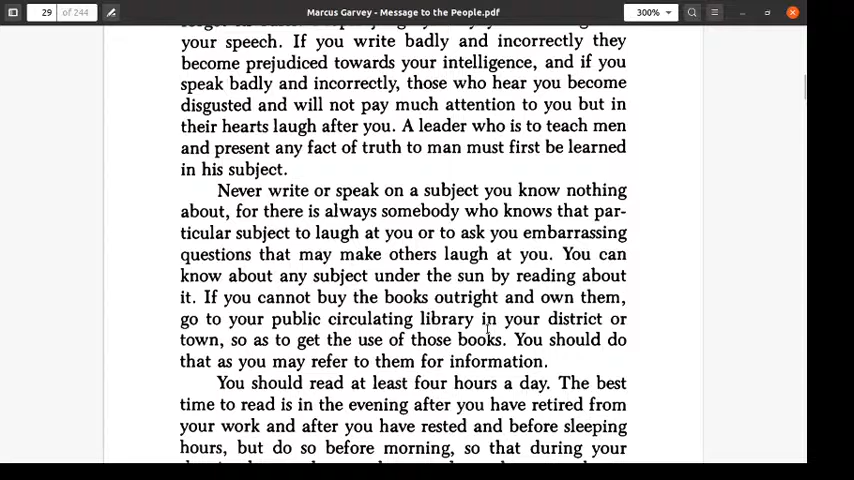 29 of 244
Marcus Garvey - Message to the People.pdf
300%
your speech. If you write badly and incorrectly they
become prejudiced towards your intelligence, and if you
speak badly and incorrectly, those who hear you become
disgusted and will not pay much attention to you but in
their hearts laugh after you. A leader who is to teach men
and present any fact of truth to man must first be learned
in his subject.
Never write or speak on a subject you know nothing
about, for there is always somebody who knows that par-
ticular subject to laugh at you or to ask you embarrassing
questions that may make others laugh at you. You can
know about any subject under the sun by reading about
it. If you cannot buy the books outright and own them,
go to your public circulating library in your district or
town, so as to get the use of those books. You should do
that as you may refer to them for information.
You should read at least four hours a day. The best
time to read is in the evening after you have retired from
your work and after you have rested and before sleeping
hours, but do so before morning, so that during your